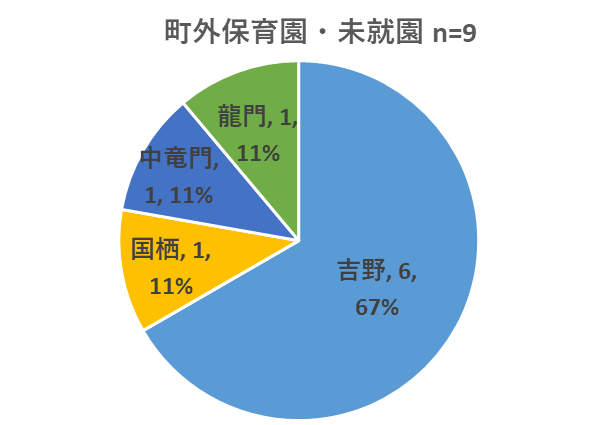 町外保育園・未就園 n=9
龍門, 1,
11%
中竜門,
1, 11%
国栖, 1,
11%
吉野, 6,
67%